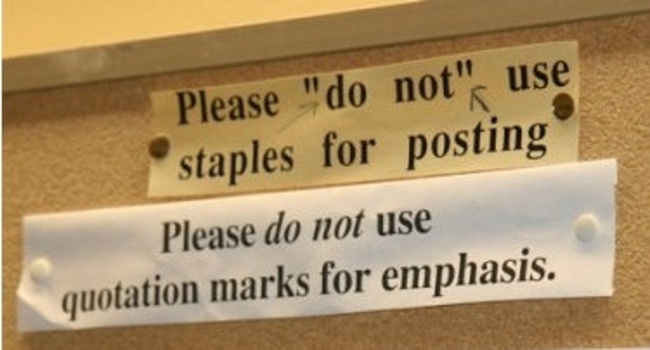 Please "do not" use
staples for posting
Please do not use
quotation marks for emphasis.